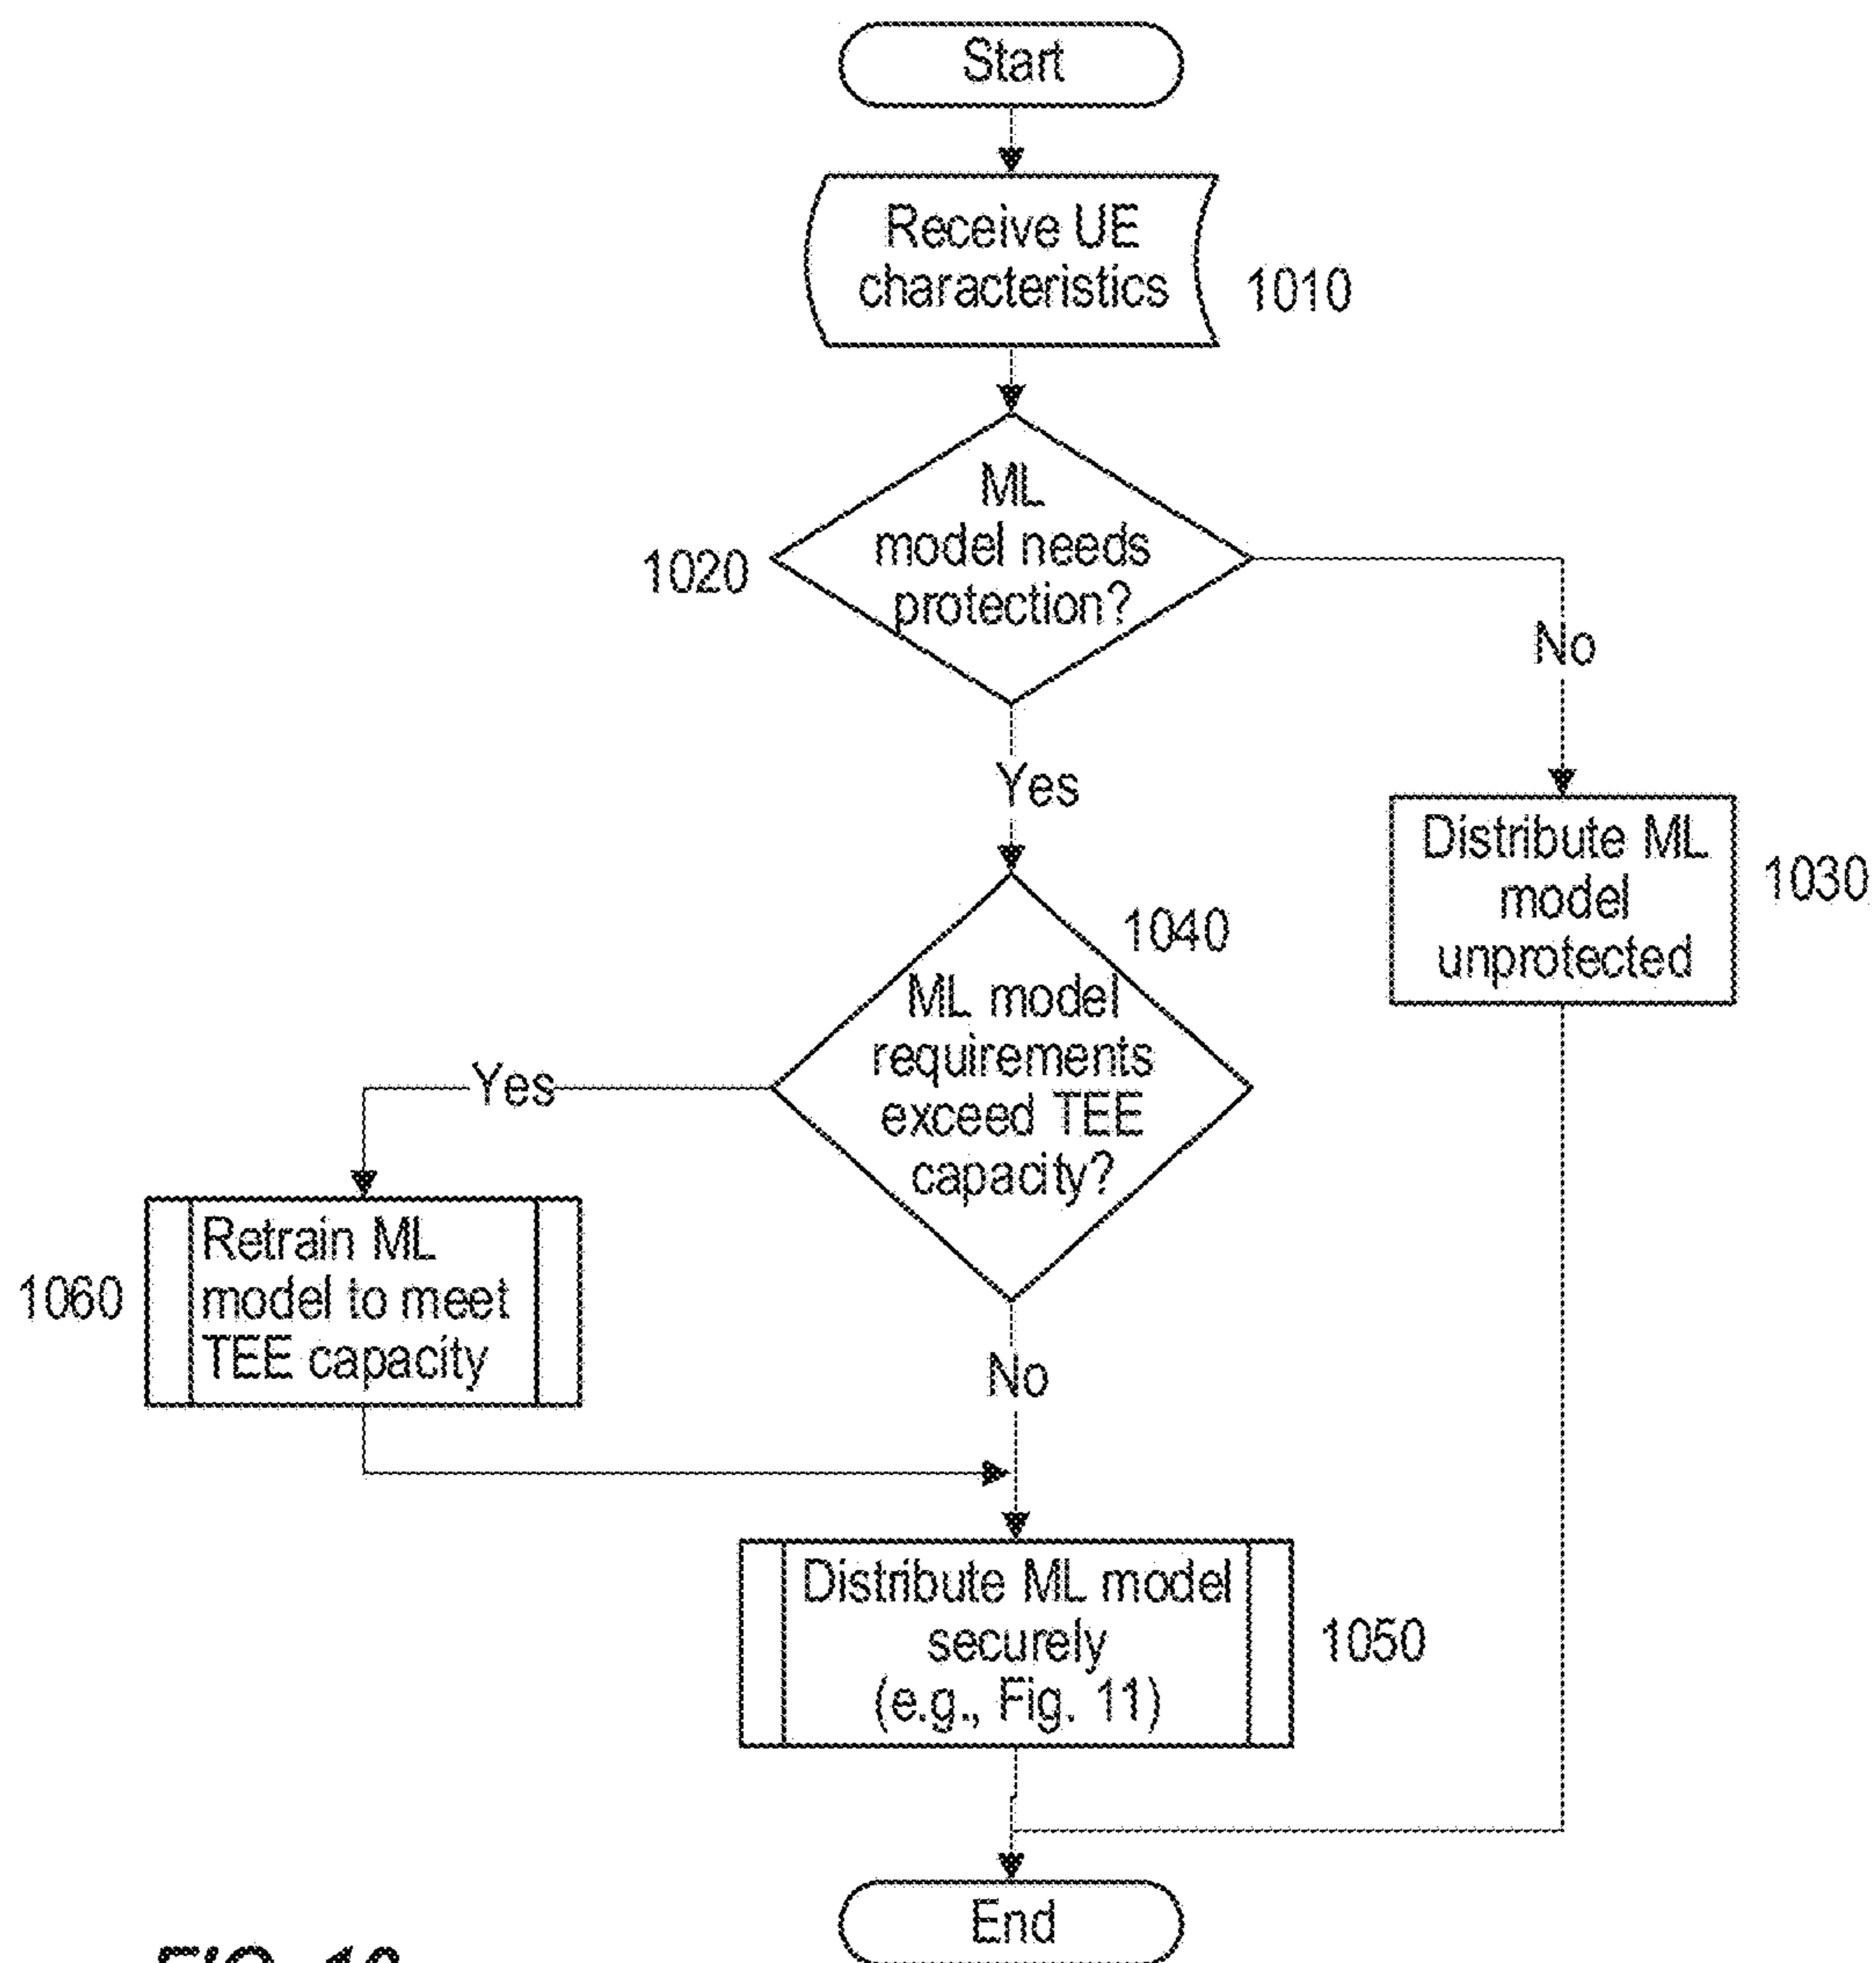 Start
Receive UE
characteristics
1010
ML
model needs
protection?
1020
No
Yes
Distribute ML
model
unprotected
1030
1040
ML model
requirements
exceed TEE
capacity?
Yes
Retrain ML
model to meet
TEE capacity
1060
No
Distribute ML model
securely
(e.g., Fig. 11)
1050
End